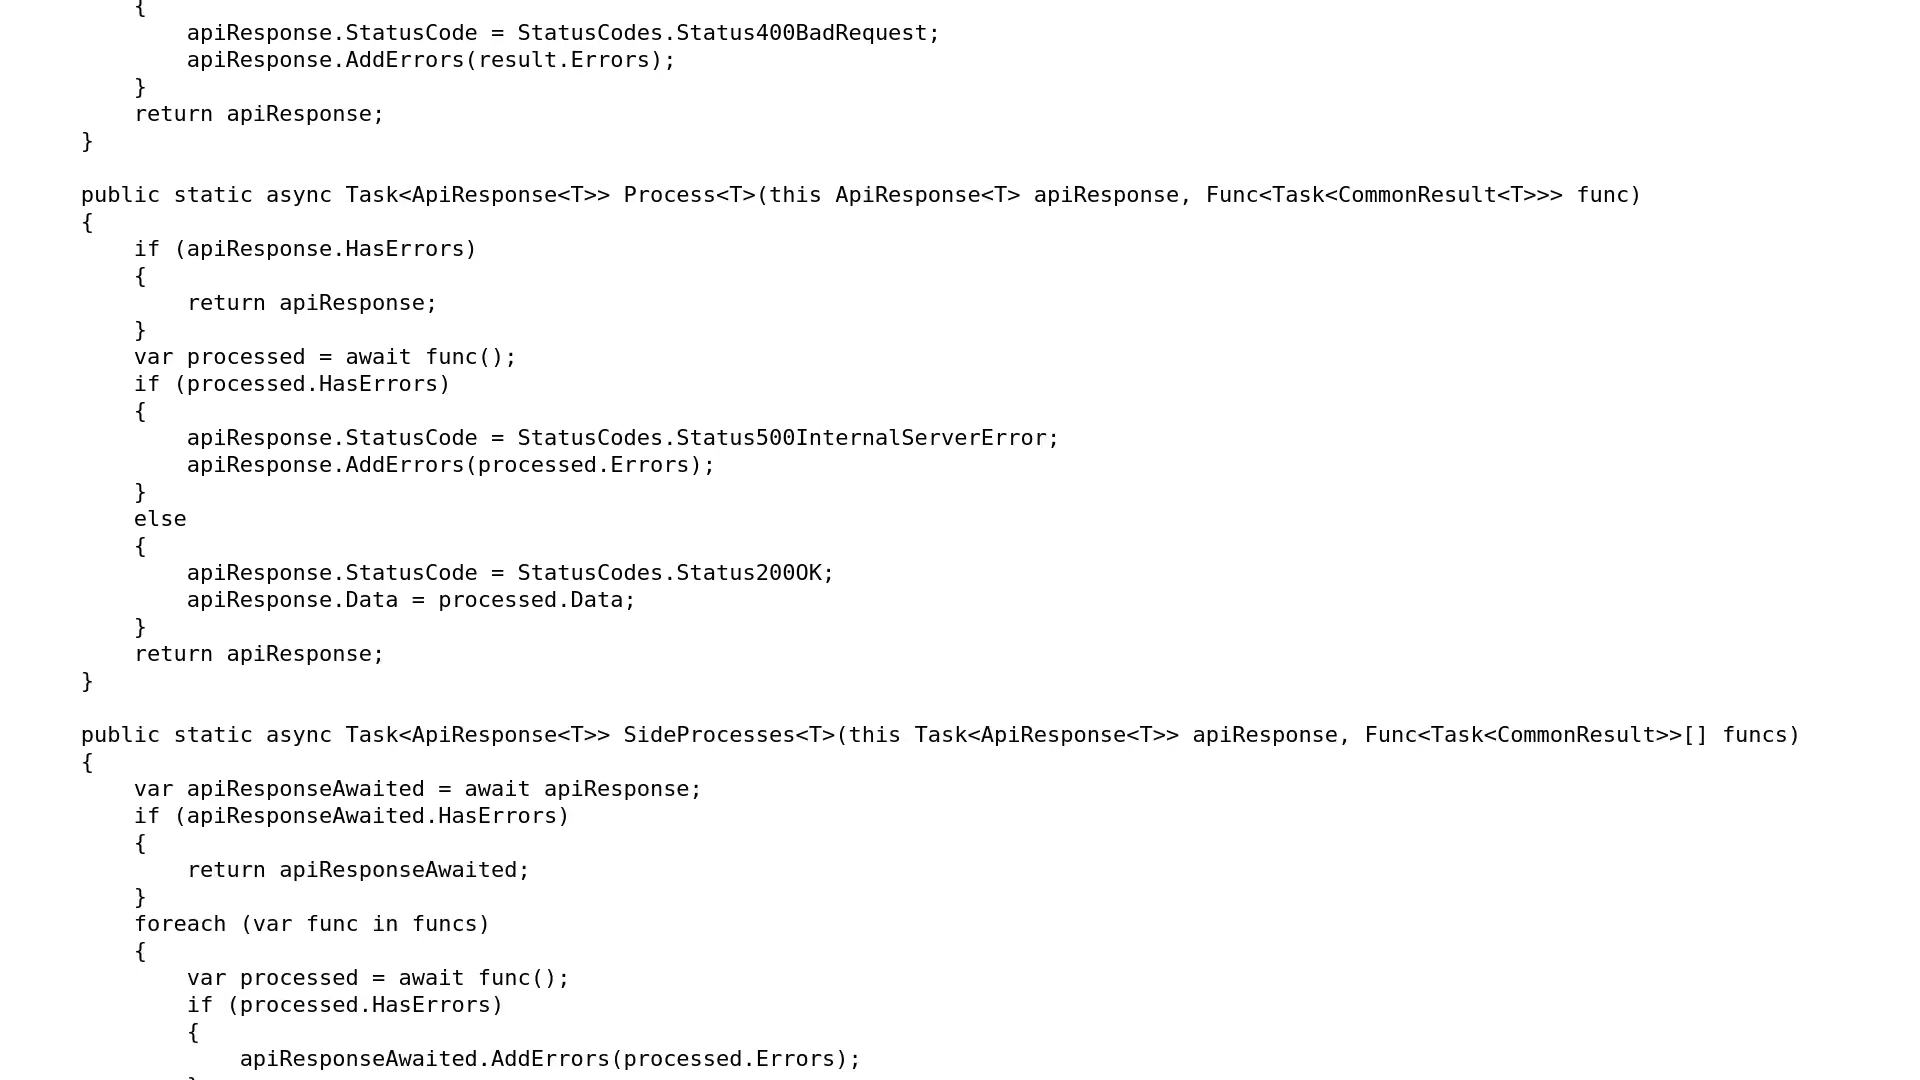 {
apiResponse.StatusCode = StatusCodes.Status400BadRequest;
apiResponse.AddErrors(result.Errors);
}
return apiResponse;
}
public static async Task<ApiResponse<T>> Process<T>(this ApiResponse<T> apiResponse, Func<Task<CommonResult<T>>> func)
{
if (apiResponse.HasErrors)
{
return apiResponse;
}
var processed = await func();
if (processed.HasErrors)
{
apiResponse.StatusCode = StatusCodes.Status500InternalServerError;
apiResponse.AddErrors(processed.Errors);
}
else
{
apiResponse.StatusCode = StatusCodes.Status200OK;
apiResponse.Data = processed.Data;
}
return apiResponse;
}
public static async Task<ApiResponse<T>> SideProcesses<T>(this Task<ApiResponse<T>> apiResponse, Func<Task<CommonResult>>[] funcs)
{
var apiResponseAwaited = await apiResponse;
if (apiResponseAwaited.HasErrors)
{
return apiResponseAwaited;
}
foreach (var func in funcs)
{
var processed = await func();
if (processed.HasErrors)
{
apiResponseAwaited.AddErrors(processed.Errors);
}